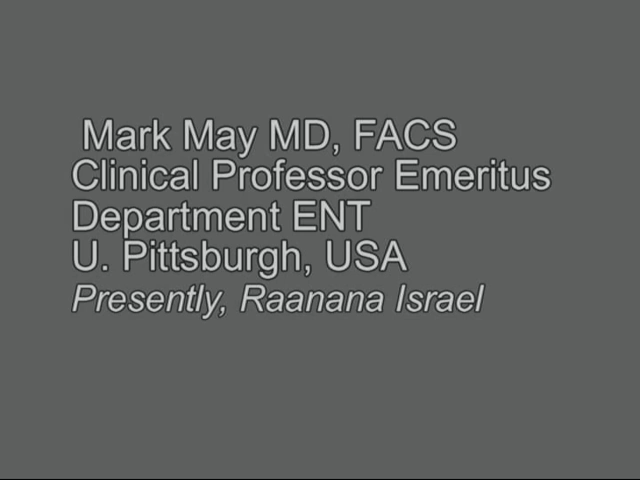 Mark May MD, FACS
Clinical Professor Emeritus
Department ENT
U. Pittsburgh, USA
Presently, Raanana Israel